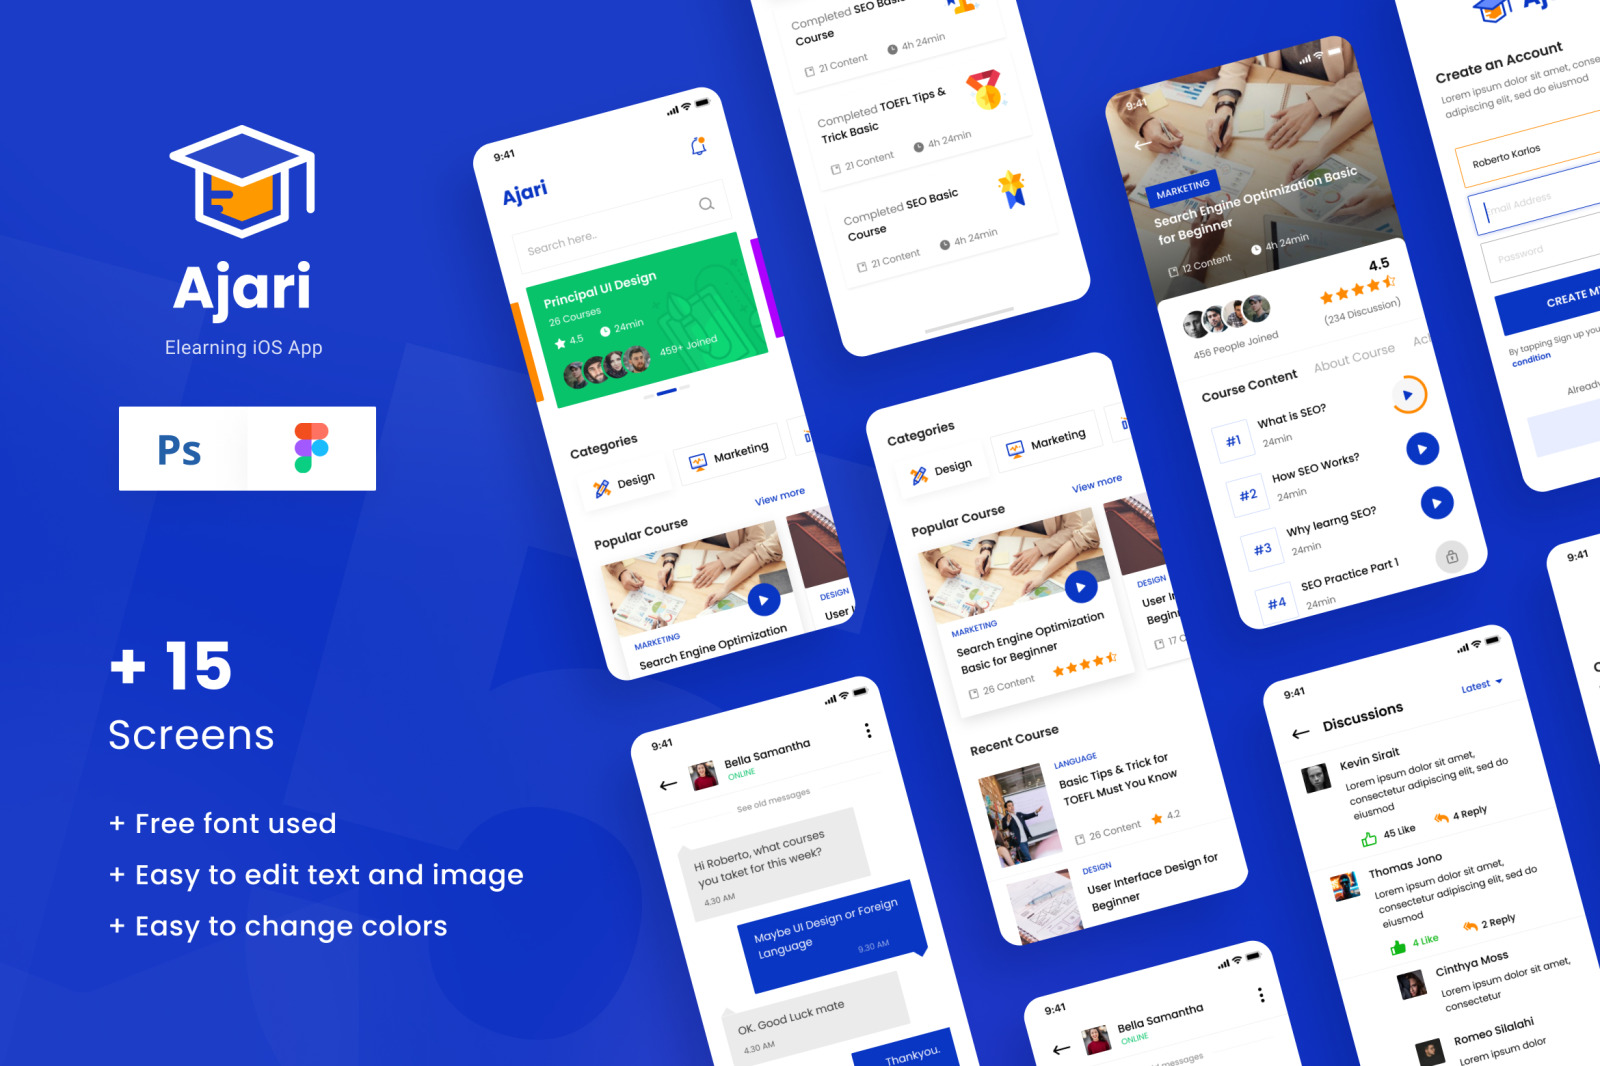 Ajari
Elearning iOS App
Ps
+ 15
Screens
+ Free font used
+ Easy to edit text and image
+ Easy to change colors
9:41
Ajari
Search here..
Principal UI Design
26 Courses
4.5
24min
459+ Joined
Categories
Design
Marketing
Popular Course
View more
MARKETING
Search Engine Optimization
DESIGN
User I
9:41
Bella Samantha
ONLINE
See old messages
Hi Roberto, what courses
you taket for this week?
4.30 AM
Maybe UI Design or Foreign
Language
9.30 AM
OK. Good Luck mate
4.30 AM
Thankyou.
Completed SEO Basic
Course
21 Content
4h 24min
Completed TOEFL Tips &
Trick Basic
21 Content
4h 24min
Completed SEO Basic
Course
21 Content
4h 24min
Categories
Design
Marketing
Popular Course
View more
MARKETING
Search Engine Optimization
Basic for Beginner
26 Content
DESIGN
User In
Beginn
17 C
Recent Course
LANGUAGE
Basic Tips & Trick for
TOEFL Must You Know
26 Content
4.2
DESIGN
User Interface Design for
Beginner
9:41
Bella Samantha
ONLINE
messages
9:41
MARKETING
Search Engine Optimization Basic
for Beginner
12 Content
4h 24min
4.5
(234 Discussion)
456 People Joined
Course Content
About Course
#1
What is SEO?
24min
#2
How SEO Works?
24min
#3
Why learng SEO?
24min
#4
SEO Practice Part 1
24min
9:41
Discussions
Latest
Kevin Sirait
Lorem ipsum dolor sit amet,
consectetur adipiscing elit, sed do
eiusmod
45 Like
4 Reply
Thomas Jono
Lorem ipsum dolor sit amet,
consectetur adipiscing elit, sed do
eiusmod
4 Like
2 Reply
Cinthya Moss
Lorem ipsum dolor sit amet,
consectetur
Romeo Silalahi
Lorem ipsum dolor
Create an Account
Lorem ipsum dolor sit amet, conse
adipiscing elit, sed do eiusmod
Roberto Karlos
Email Address
Password
CREATE M
By tapping Sign up you
condition
Already
9:41